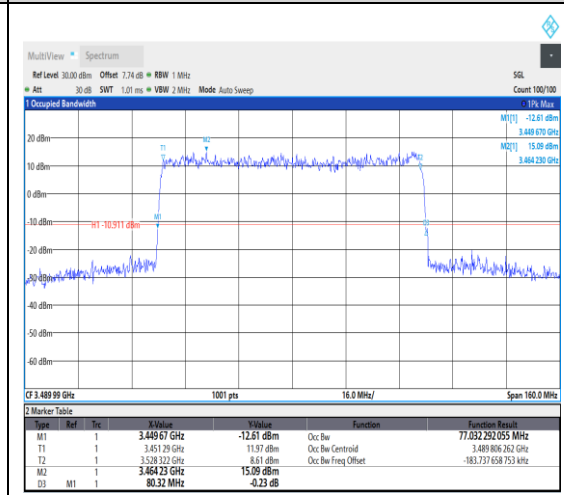 MultiView Spectrum
Ref Level 30.00 dBm Offset 7.74 dB RBW 1 MHz SGL
Att 30 dB SWT 1.01 ms VBW 2 MHz Mode Auto Sweep Count 100/100
1 Occupied Bandwidth 1Pk Max
M1[1] -12.61 dBm
3.449 670 GHz
M2[1] 15.09 dBm
3.464 230 GHz
20 dBm
T1
M2
10 dBm
0 dBm
-10 dBm
H1 -10.911 dBm
M1
-20 dBm
-30 dBm
-40 dBm
-50 dBm
-60 dBm
CF 3.489 99 GHz 1001 pts 16.0 MHz/ Span 160.0 MHz
2 Marker Table
Type Ref Trc X-Value Y-Value Function Function Result
M1 1 3.449 67 GHz -12.61 dBm Occ Bw 77.032 292 055 MHz
T1 1 3.451 29 GHz 11.97 dBm Occ Bw Centroid 3.489 806 262 GHz
T2 1 3.528 322 GHz 8.61 dBm Occ Bw Freq Offset -183.737 658 753 kHz
M2 1 3.464 23 GHz 15.09 dBm
D3 M1 1 80.32 MHz -0.23 dB